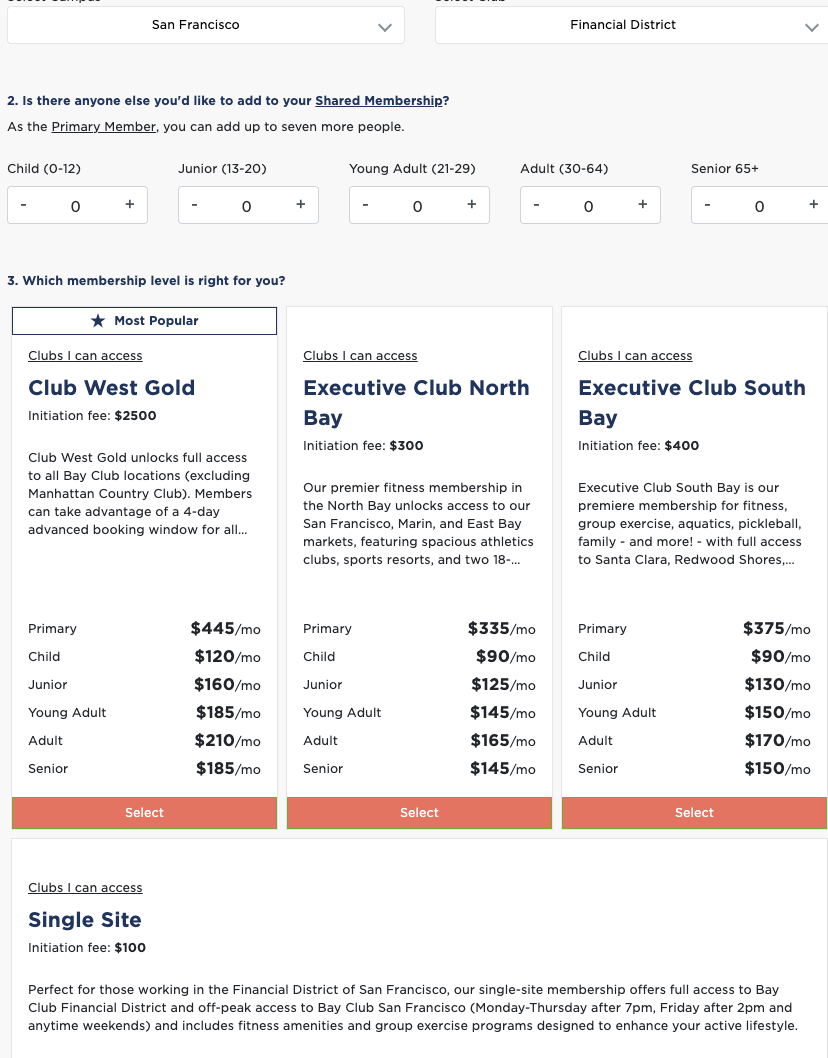 San Francisco
Financial District
2. Is there anyone else you'd like to add to your Shared Membership?
As the Primary Member, you can add up to seven more people.
Child (0-12)
Junior (13-20)
Young Adult (21-29)
Adult (30-64)
Senior 65+
- 0 +
- 0 +
- 0 +
- 0 +
- 0 +
3. Which membership level is right for you?
★ Most Popular
Clubs I can access
Club West Gold
Initiation fee: $2500
Club West Gold unlocks full access
to all Bay Club locations (excluding
Manhattan Country Club). Members
can take advantage of a 4-day
advanced booking window for all...
Primary $445/mo
Child $120/mo
Junior $160/mo
Young Adult $185/mo
Adult $210/mo
Senior $185/mo
Select
Clubs I can access
Executive Club North
Bay
Initiation fee: $300
Our premier fitness membership in
the North Bay unlocks access to our
San Francisco, Marin, and East Bay
markets, featuring spacious athletics
clubs, sports resorts, and two 18-...
Primary $335/mo
Child $90/mo
Junior $125/mo
Young Adult $145/mo
Adult $165/mo
Senior $145/mo
Select
Clubs I can access
Executive Club South
Bay
Initiation fee: $400
Executive Club South Bay is our
premiere membership for fitness,
group exercise, aquatics, pickleball,
family - and more! - with full access
to Santa Clara, Redwood Shores,...
Primary $375/mo
Child $90/mo
Junior $130/mo
Young Adult $150/mo
Adult $170/mo
Senior $150/mo
Select
Clubs I can access
Single Site
Initiation fee: $100
Perfect for those working in the Financial District of San Francisco, our single-site membership offers full access to Bay
Club Financial District and off-peak access to Bay Club San Francisco (Monday-Thursday after 7pm, Friday after 2pm and
anytime weekends) and includes fitness amenities and group exercise programs designed to enhance your active lifestyle.